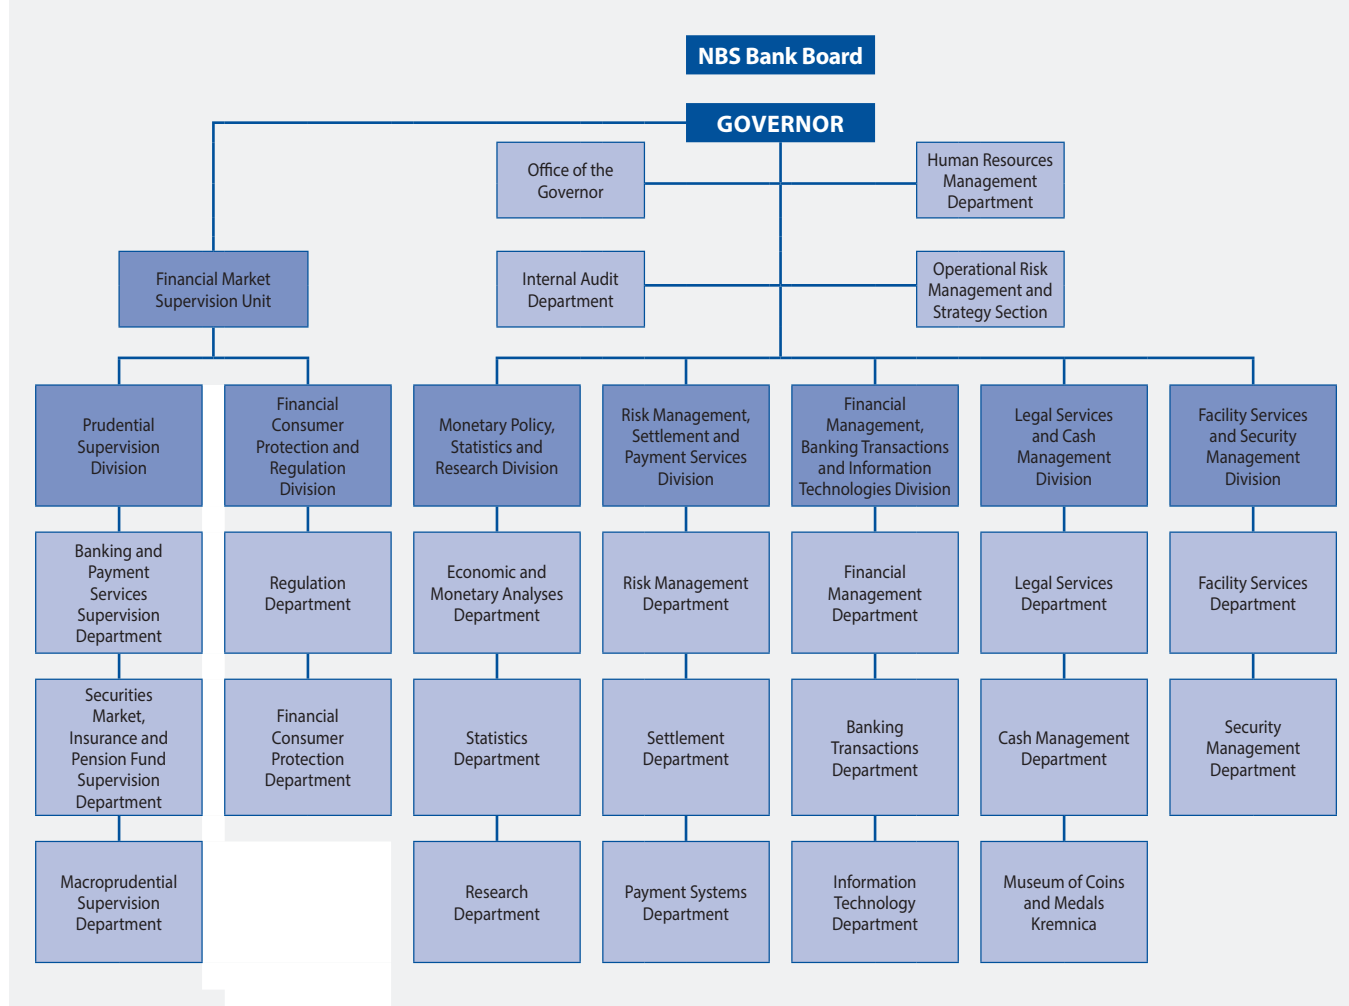 NBS Bank Board
GOVERNOR
Office of the
Governor
Human Resources
Management
Department
Financial Market
Supervision Unit
Internal Audit
Department
Operational Risk
Management and
Strategy Section
Prudential
Supervision
Division
Financial
Consumer
Protection and
Regulation
Division
Monetary Policy,
Statistics and
Research Division
Risk Management,
Settlement and
Payment Services
Division
Financial
Management,
Banking Transactions
and Information
Technologies Division
Legal Services
and Cash
Management
Division
Facility Services
and Security
Management
Division
Banking and
Payment
Services
Supervision
Department
Regulation
Department
Economic and
Monetary Analyses
Department
Risk Management
Department
Financial
Management
Department
Legal Services
Department
Facility Services
Department
Securities
Market,
Insurance and
Pension Fund
Supervision
Department
Financial
Consumer
Protection
Department
Statistics
Department
Settlement
Department
Banking
Transactions
Department
Cash Management
Department
Security
Management
Department
Macroprudential
Supervision
Department
Research
Department
Payment Systems
Department
Information
Technology
Department
Museum of Coins
and Medals
Kremnica